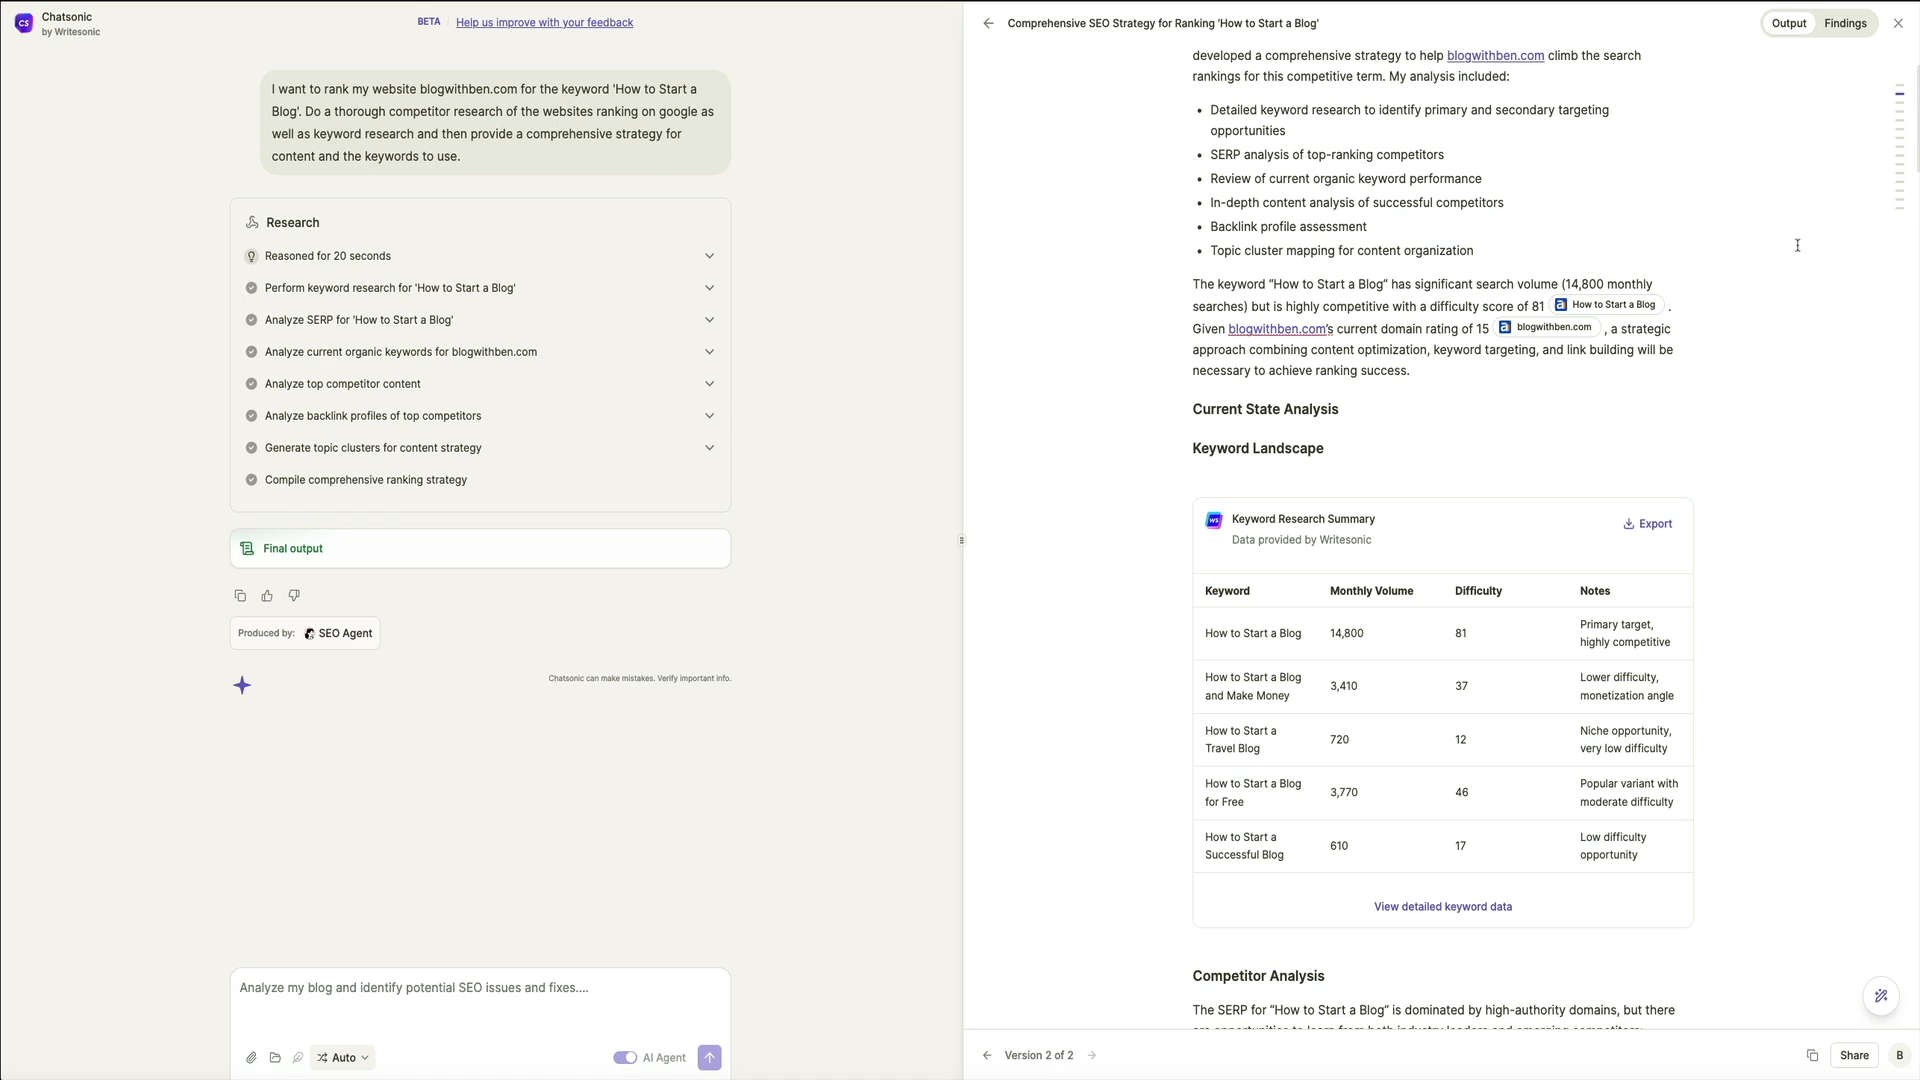 Chatsonic
by Writesonic
BETA
Help us improve with your feedback
I want to rank my website blogwithben.com for the keyword 'How to Start a
Blog'. Do a thorough competitor research of the websites ranking on google as
well as keyword research and then provide a comprehensive strategy for
content and the keywords to use.
Research
Reasoned for 20 seconds
Perform keyword research for 'How to Start a Blog'
Analyze SERP for 'How to Start a Blog'
Analyze current organic keywords for blogwithben.com
Analyze top competitor content
Analyze backlink profiles of top competitors
Generate topic clusters for content strategy
Compile comprehensive ranking strategy
Final output
Produced by: SEO Agent
Chatsonic can make mistakes. Verify important info.
Analyze my blog and identify potential SEO issues and fixes....
Auto
AI Agent
Comprehensive SEO Strategy for Ranking 'How to Start a Blog'
Output Findings
developed a comprehensive strategy to help blogwithben.com climb the search
rankings for this competitive term. My analysis included:
• Detailed keyword research to identify primary and secondary targeting
opportunities
• SERP analysis of top-ranking competitors
• Review of current organic keyword performance
• In-depth content analysis of successful competitors
• Backlink profile assessment
• Topic cluster mapping for content organization
The keyword “How to Start a Blog” has significant search volume (14,800 monthly
searches) but is highly competitive with a difficulty score of 81 How to Start a Blog .
Given blogwithben.com’s current domain rating of 15 blogwithben.com , a strategic
approach combining content optimization, keyword targeting, and link building will be
necessary to achieve ranking success.
Current State Analysis
Keyword Landscape
Keyword Research Summary
Data provided by Writesonic
Export
Keyword Monthly Volume Difficulty Notes
How to Start a Blog 14,800 81 Primary target,
highly competitive
How to Start a Blog
and Make Money 3,410 37 Lower difficulty,
monetization angle
How to Start a
Travel Blog 720 12 Niche opportunity,
very low difficulty
How to Start a Blog
for Free 3,770 46 Popular variant with
moderate difficulty
How to Start a
Successful Blog 610 17 Low difficulty
opportunity
View detailed keyword data
Competitor Analysis
The SERP for “How to Start a Blog” is dominated by high-authority domains, but there
Version 2 of 2
Share
B